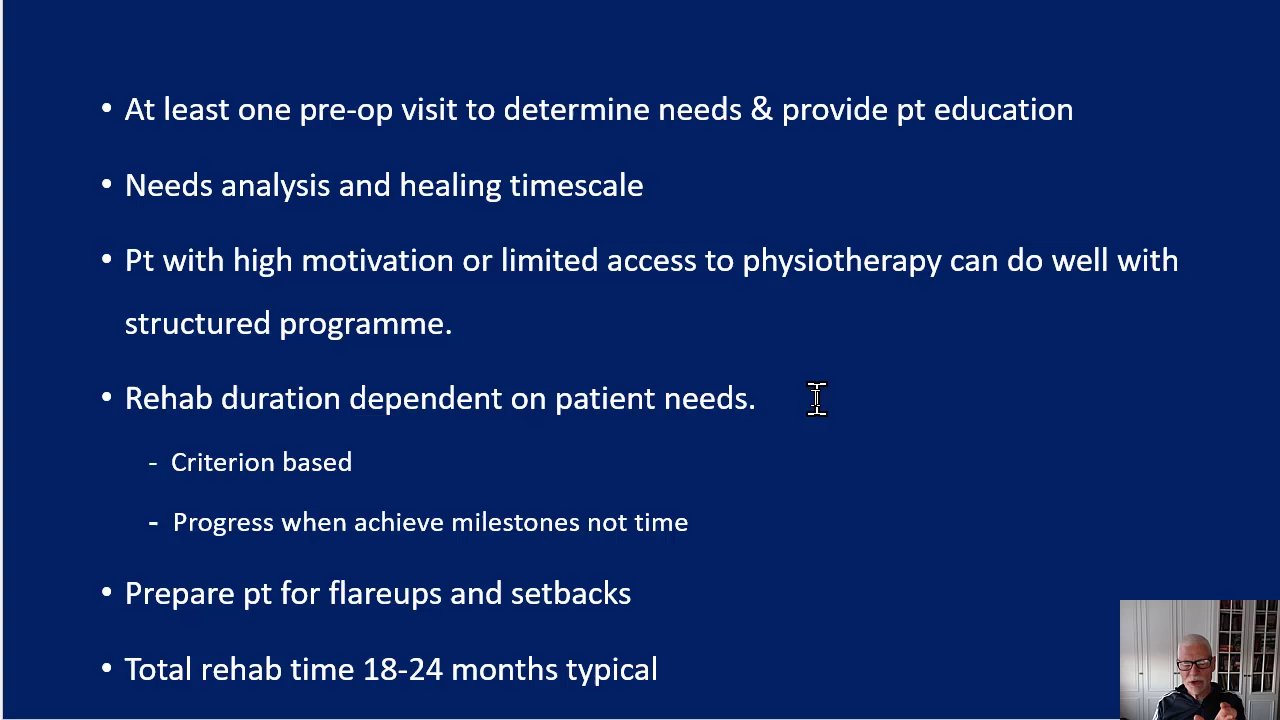 • At least one pre-op visit to determine needs & provide pt education
• Needs analysis and healing timescale
• Pt with high motivation or limited access to physiotherapy can do well with
structured programme.
• Rehab duration dependent on patient needs.
- Criterion based
- Progress when achieve milestones not time
• Prepare pt for flareups and setbacks
• Total rehab time 18-24 months typical